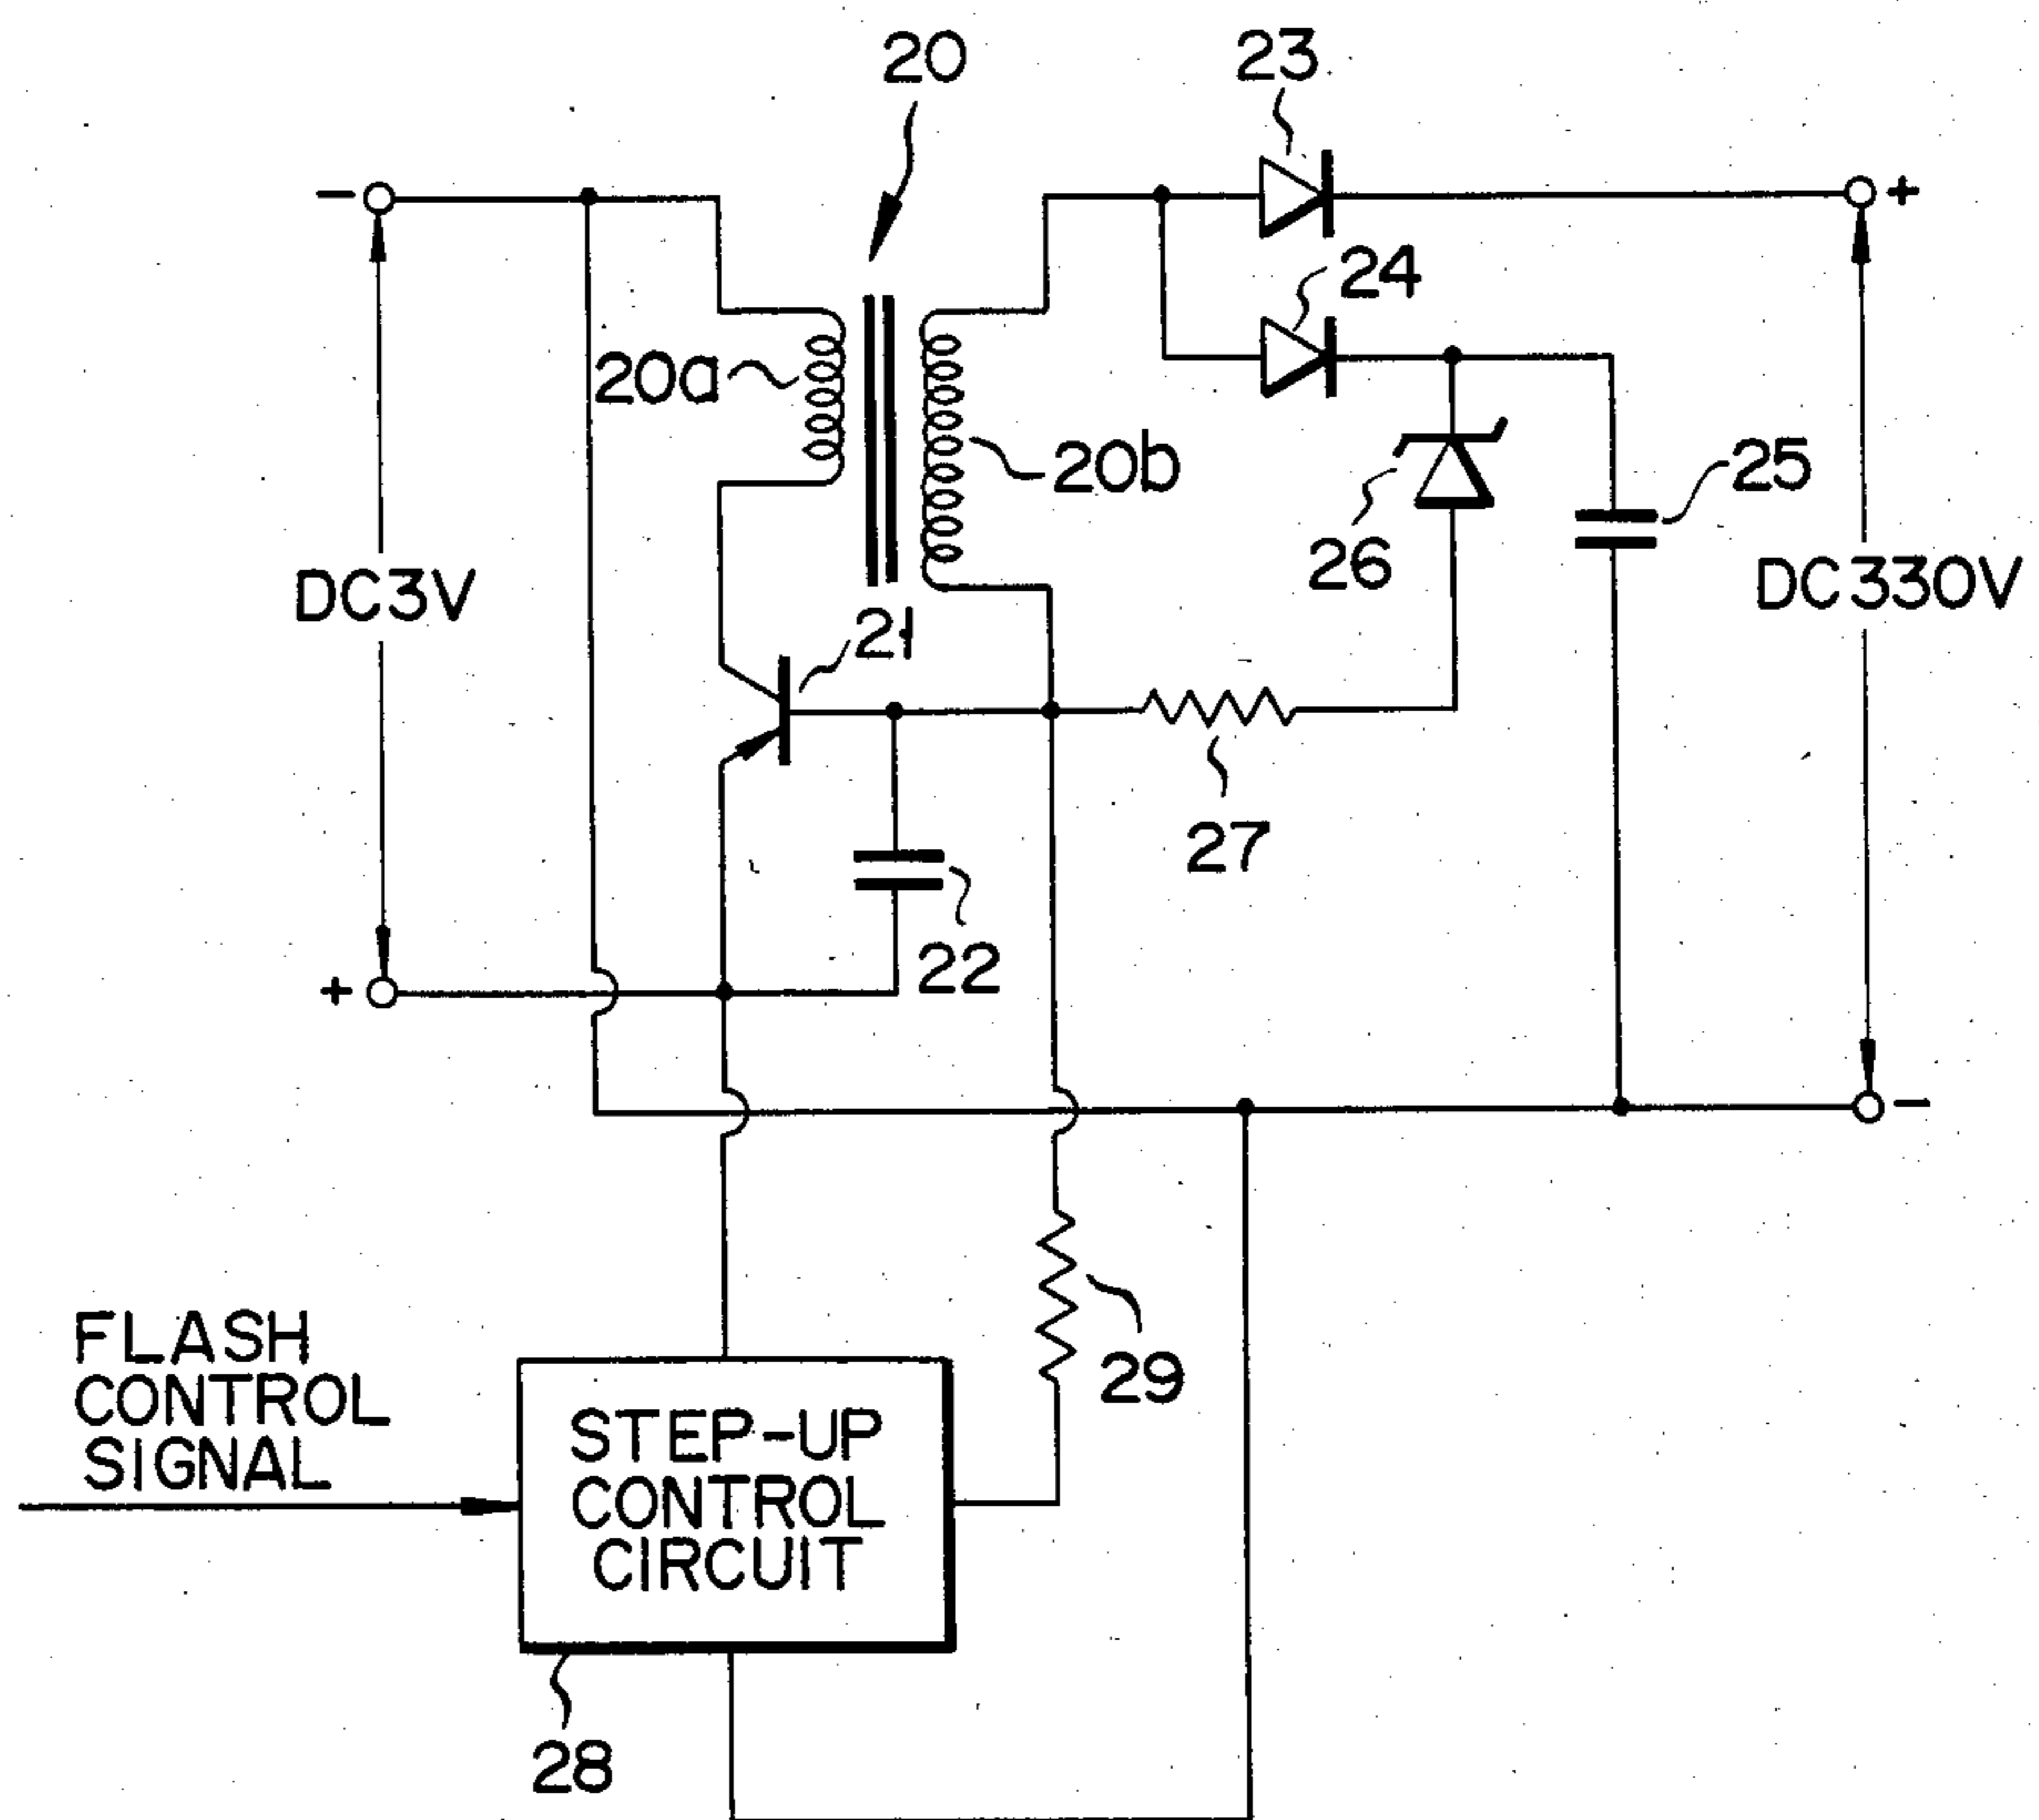 20
23
-
+
24
20a
20b
25
26
DC3V
DC330V
21
27
22
+
-
29
FLASH
CONTROL
SIGNAL
STEP-UP
CONTROL
CIRCUIT
28